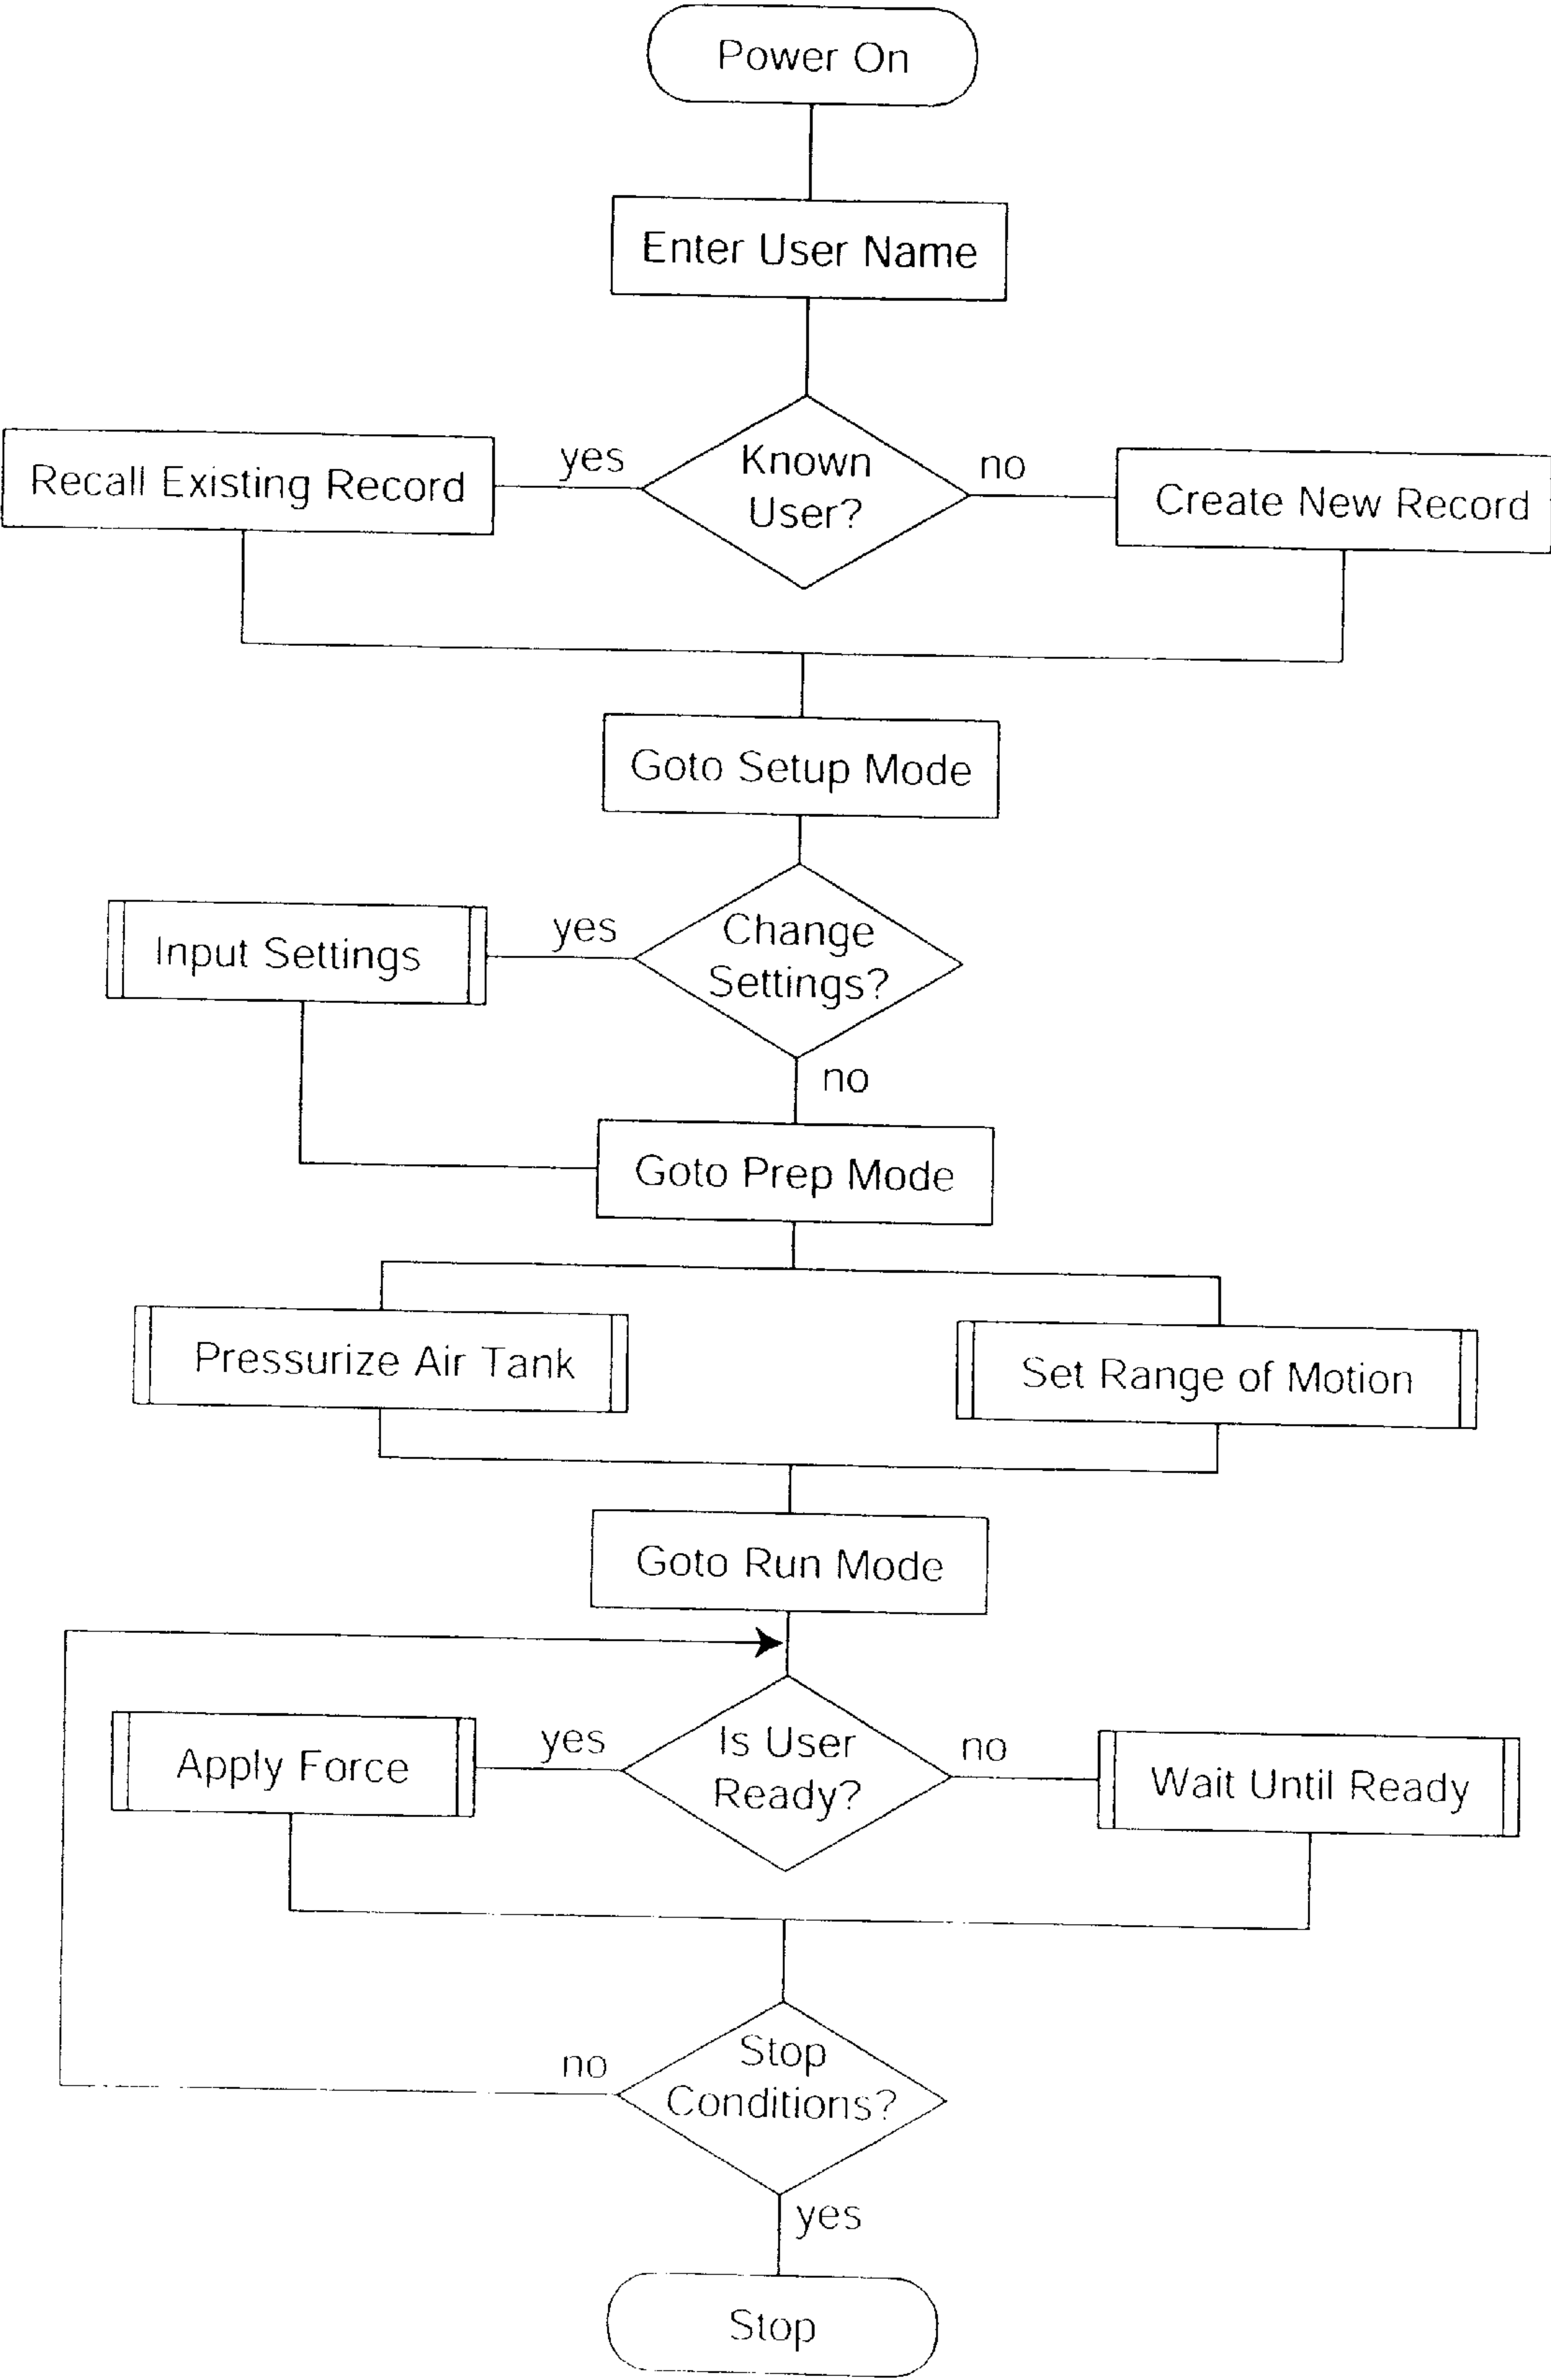 Power On
Enter User Name
Recall Existing Record
yes
Known
User?
no
Create New Record
Goto Setup Mode
Input Settings
yes
Change
Settings?
no
Goto Prep Mode
Pressurize Air Tank
Set Range of Motion
Goto Run Mode
Apply Force
yes
Is User
Ready?
no
Wait Until Ready
no
Stop
Conditions?
yes
Stop